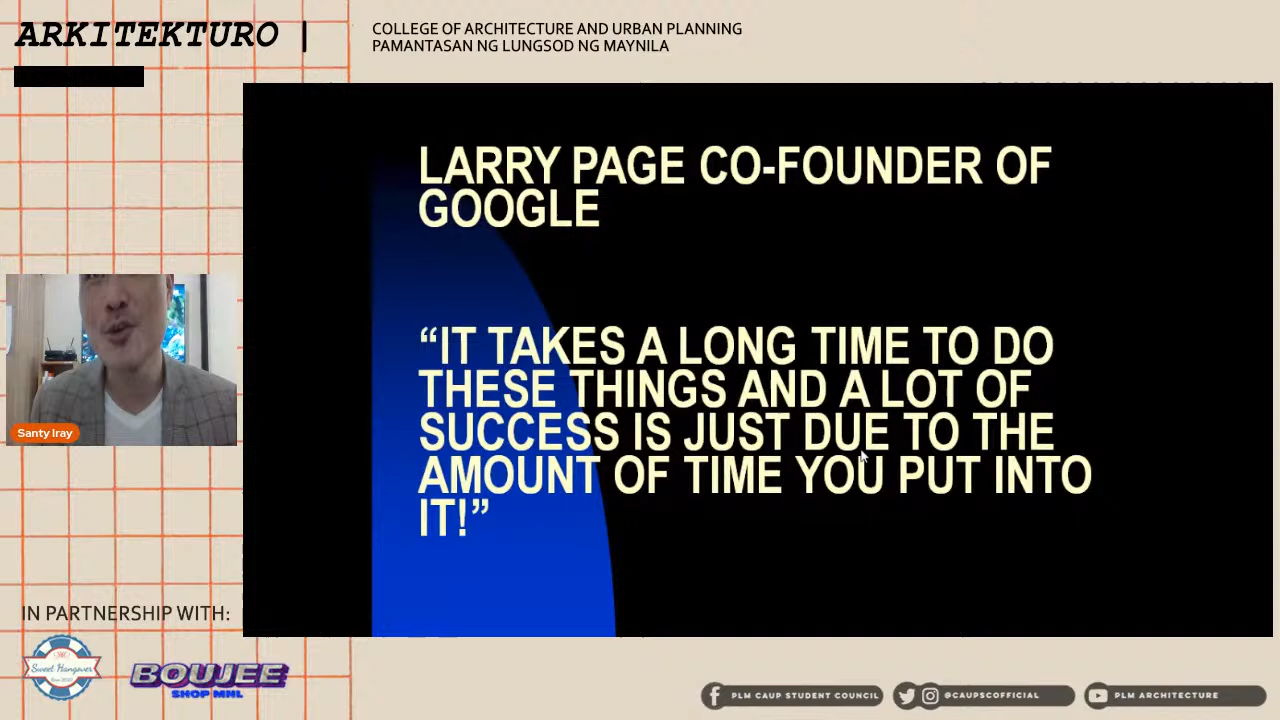 ARKITEKTURO |
COLLEGE OF ARCHITECTURE AND URBAN PLANNING
PAMANTASAN NG LUNGSOD NG MAYNILA
LARRY PAGE CO-FOUNDER OF
GOOGLE
“IT TAKES A LONG TIME TO DO
THESE THINGS AND A LOT OF
SUCCESS IS JUST DUE TO THE
AMOUNT OF TIME YOU PUT INTO
IT!”
Santy Iray
IN PARTNERSHIP WITH:
Sweet Hangover
BOUJEE
SHOP MNL
PLM CAUP STUDENT COUNCIL
@CAUPSCOFFICIAL
PLM ARCHITECTURE